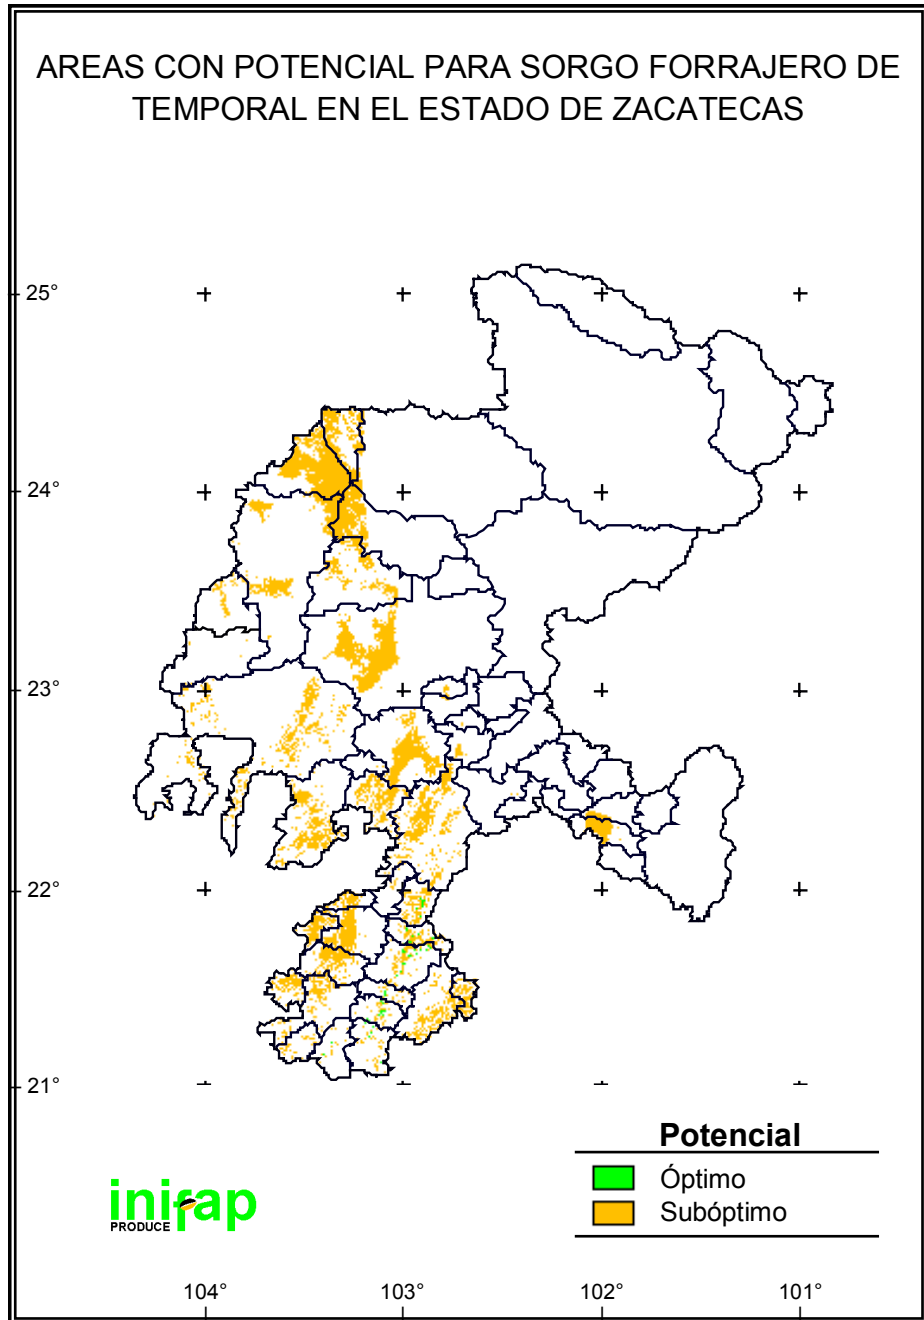 AREAS CON POTENCIAL PARA SORGO FORRAJERO DE
TEMPORAL EN EL ESTADO DE ZACATECAS
25°
24°
23°
22°
21°
Potencial
Óptimo
Subóptimo
inifap
PRODUCE
104°
103°
102°
101°